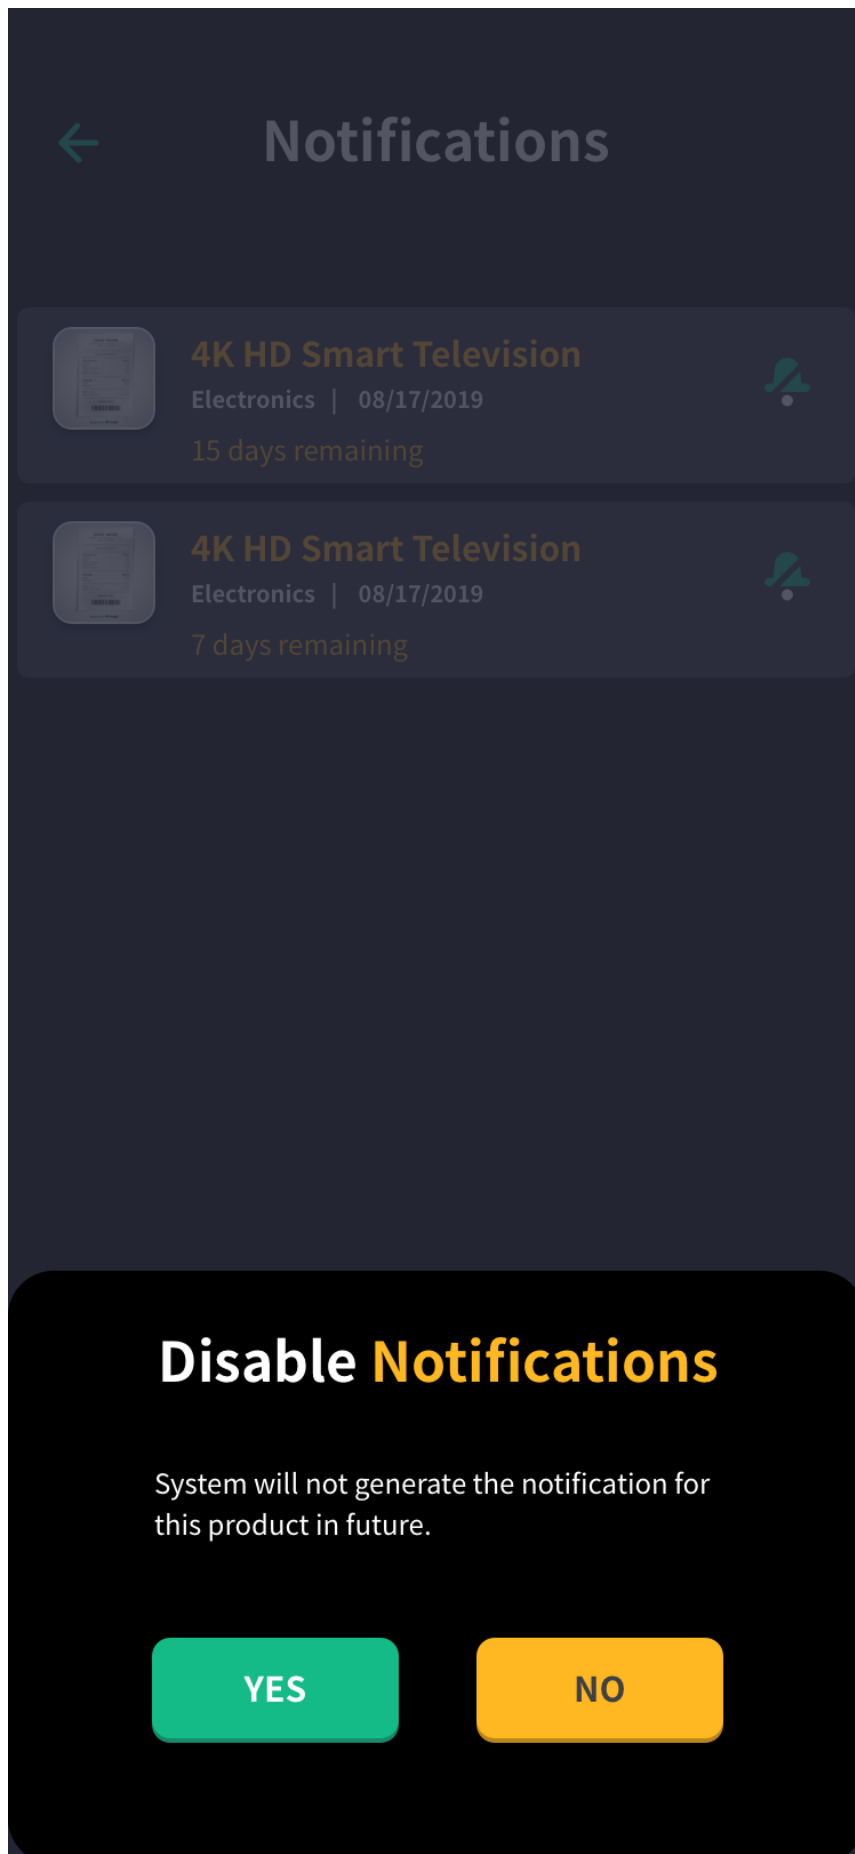 Notifications
4K HD Smart Television
Electronics | 08/17/2019
15 days remaining
4K HD Smart Television
Electronics | 08/17/2019
7 days remaining
Disable Notifications
System will not generate the notification for
this product in future.
YES
NO